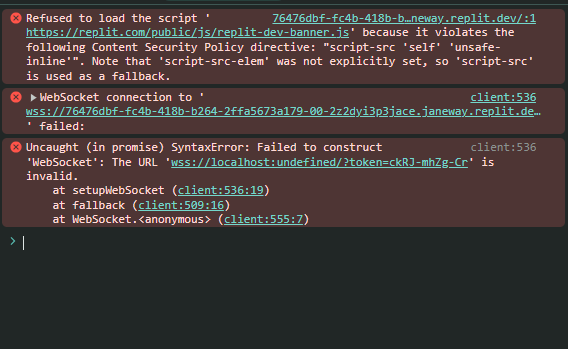 Refused to load the script ' 76476dbf-fc4b-418b-b…neway.replit.dev/:1
https://replit.com/public/js/replit-dev-banner.js' because it violates the
following Content Security Policy directive: "script-src 'self' 'unsafe-
inline'". Note that 'script-src-elem' was not explicitly set, so 'script-src'
is used as a fallback.
WebSocket connection to ' client:536
wss://76476dbf-fc4b-418b-b264-2ffa5673a179-00-2z2dyi3p3jace.janeway.replit.de…
' failed:
Uncaught (in promise) SyntaxError: Failed to construct client:536
'WebSocket': The URL 'wss://localhost:undefined/?token=ckRJ-mhZg-Cr' is
invalid.
at setupWebSocket (client:536:19)
at fallback (client:509:16)
at WebSocket.<anonymous> (client:555:7)